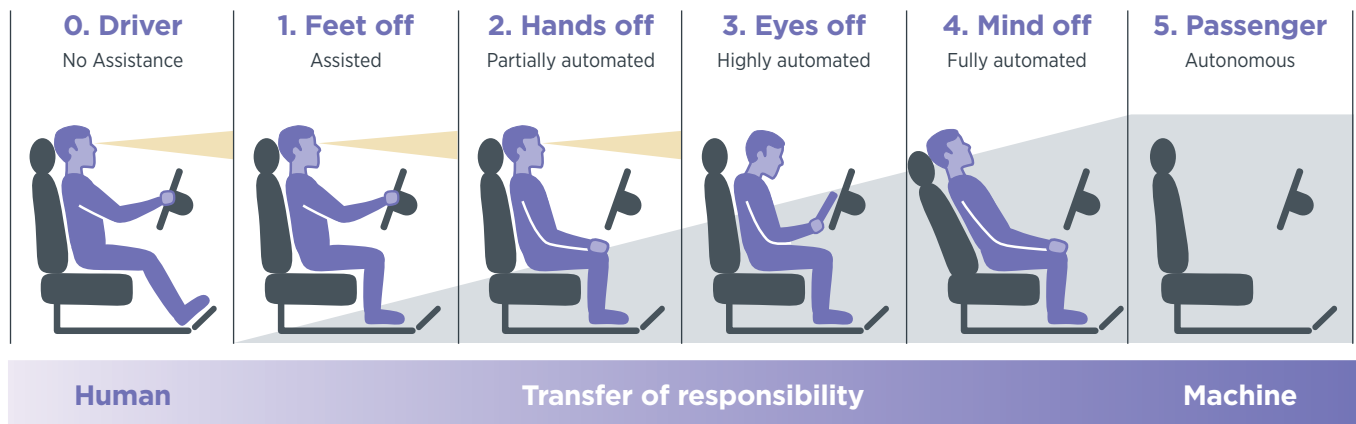 0. Driver
No Assistance
1. Feet off
Assisted
2. Hands off
Partially automated
3. Eyes off
Highly automated
4. Mind off
Fully automated
5. Passenger
Autonomous
Human
Transfer of responsibility
Machine